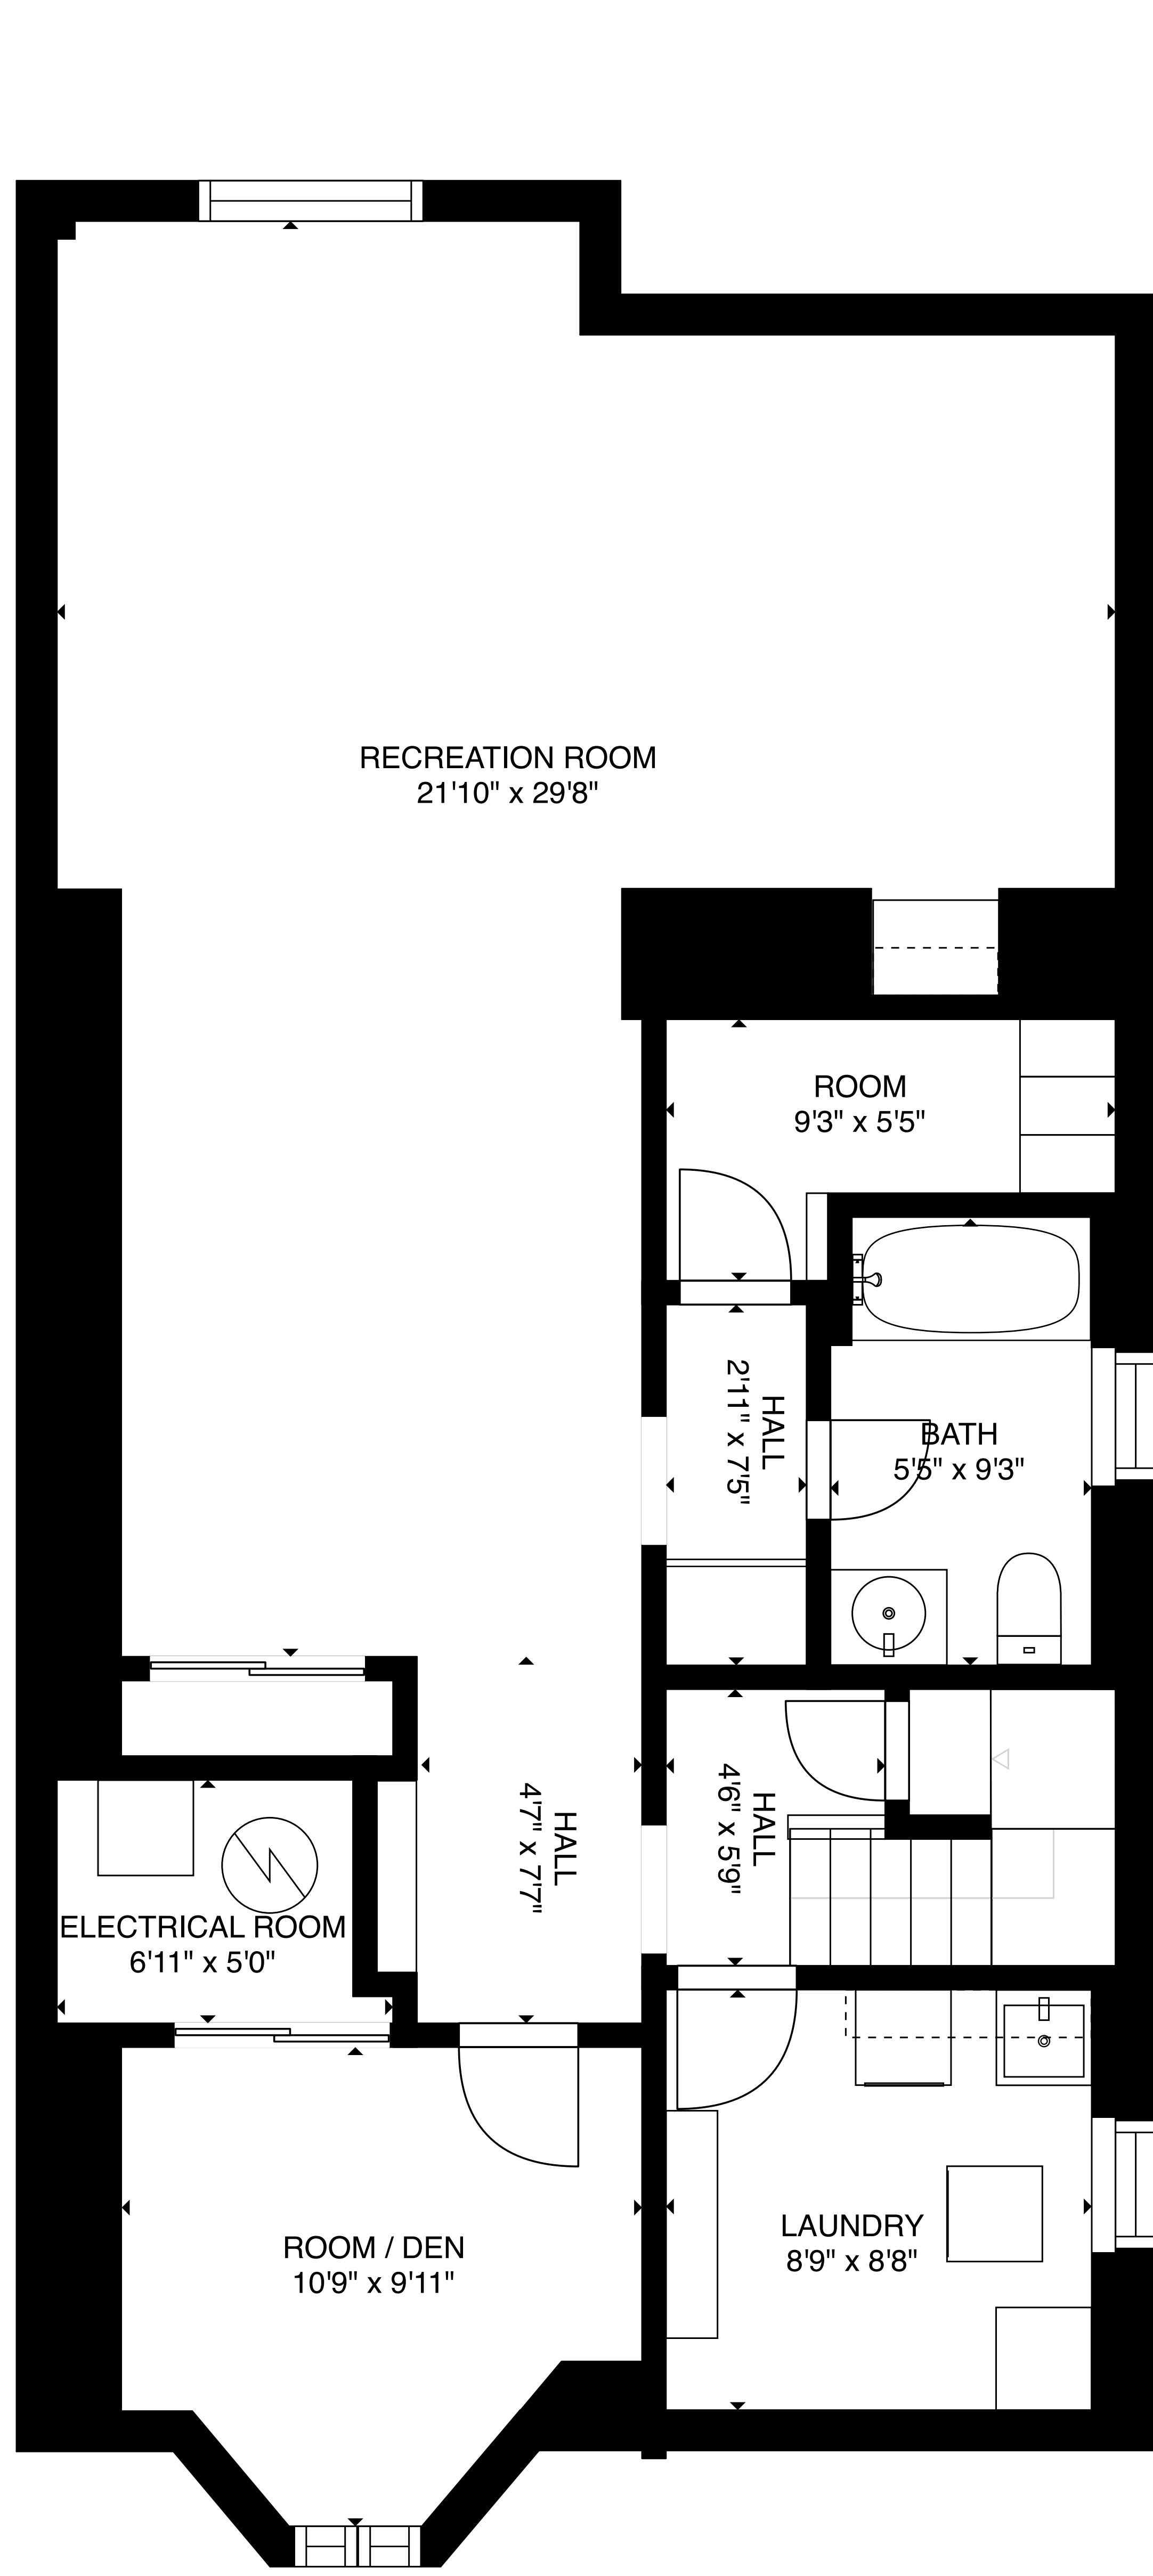 RECREATION ROOM
21'10" x 29'8"
ROOM
9'3" x 5'5"
HALL
2'11" x 7'5"
BATH
5'5" x 9'3"
HALL
4'7" x 7'7"
HALL
4'6" x 5'9"
ELECTRICAL ROOM
6'11" x 5'0"
ROOM / DEN
10'9" x 9'11"
LAUNDRY
8'9" x 8'8"